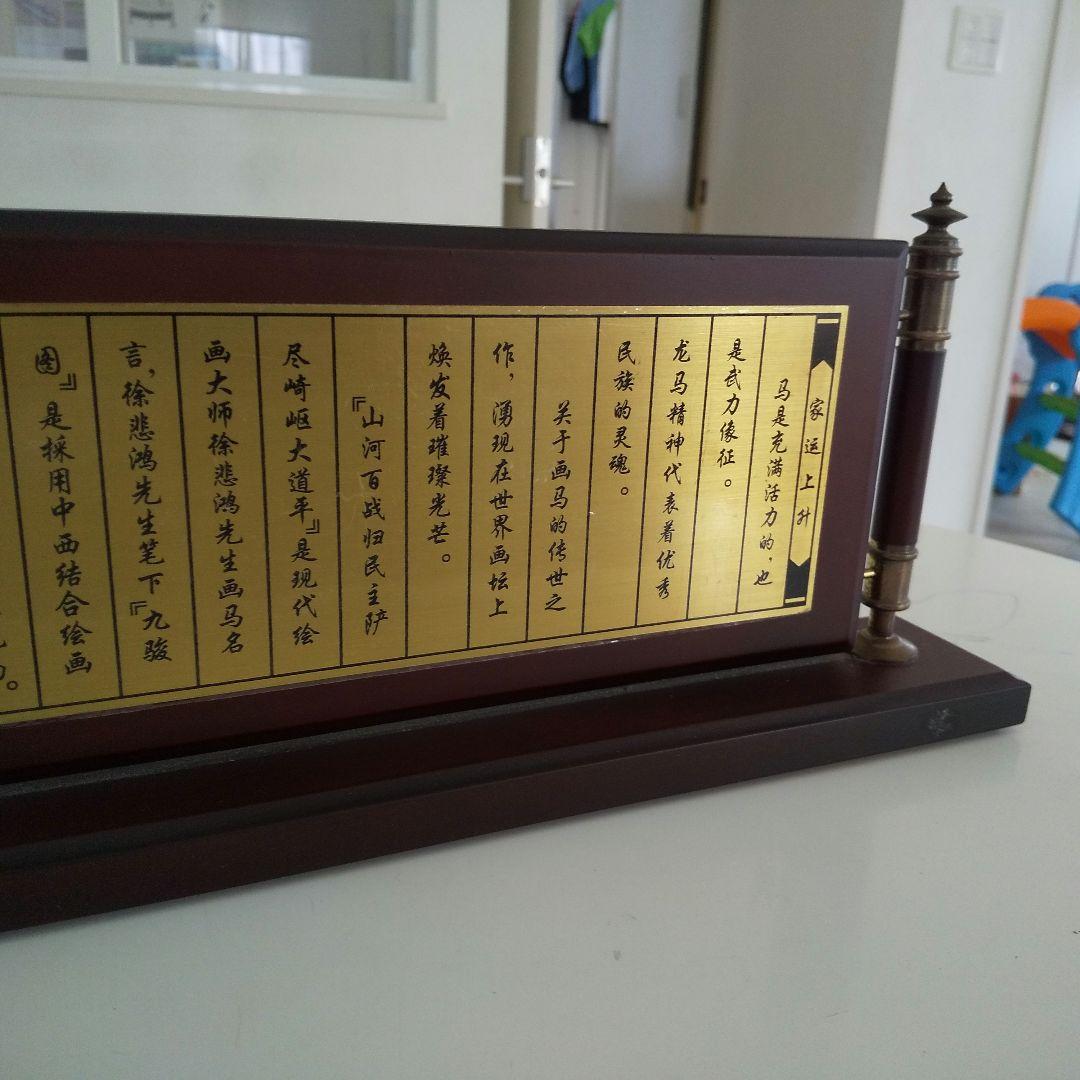 家运上升
马是充满活力的，也
是武力像征。
龙马精神代表着优秀
民族的灵魂。
关于画马的传世之
作，湧现在世界画坛上
焕发着璀璨光芒。
『山河百战归民主铲
尽崎岖大道平』是现代绘
画大师徐悲鸿先生画马名
言，徐悲鸿先生笔下『九骏
图』是採用中西结合绘画